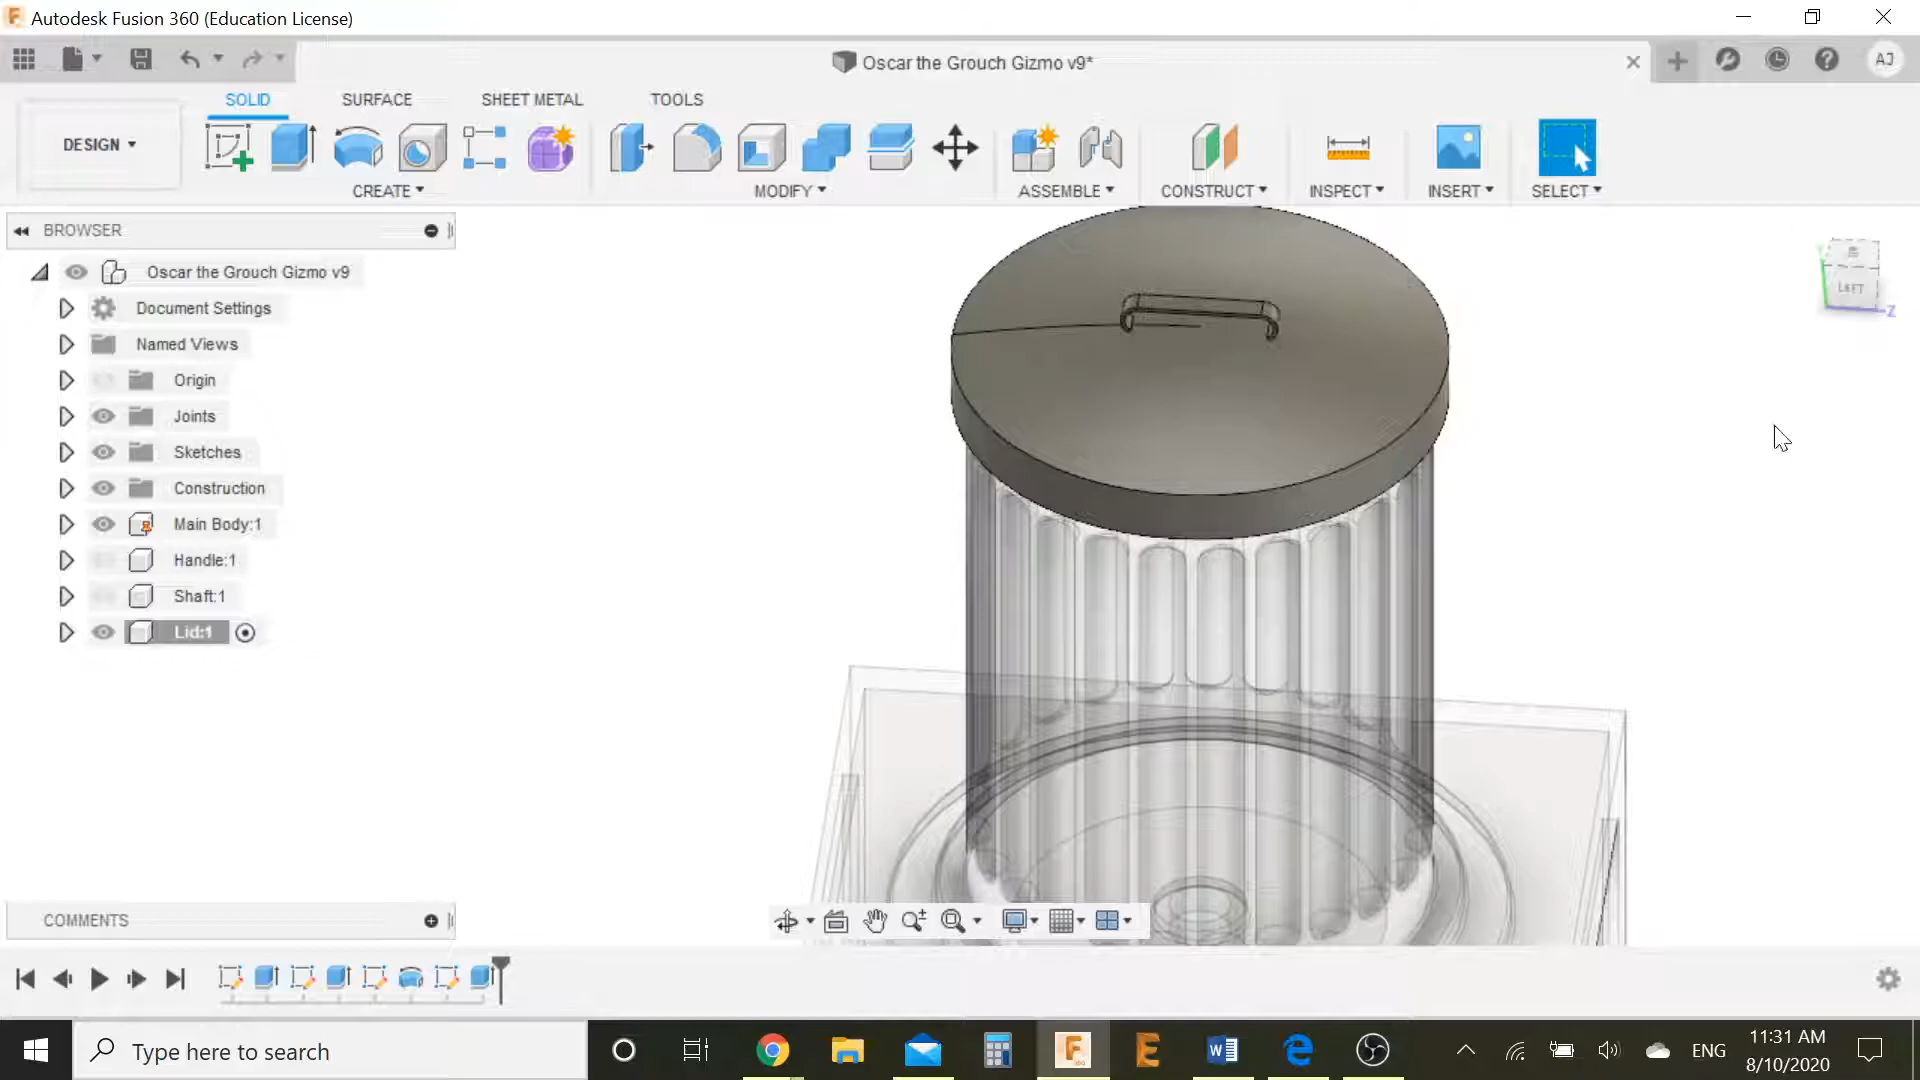 Autodesk Fusion 360 (Education License)
Oscar the Grouch Gizmo v9*
AJ
SOLID
SURFACE
SHEET METAL
TOOLS
DESIGN
CREATE
MODIFY
ASSEMBLE
CONSTRUCT
INSPECT
INSERT
SELECT
BROWSER
Oscar the Grouch Gizmo v9
Document Settings
Named Views
Origin
Joints
Sketches
Construction
Main Body:1
Handle:1
Shaft:1
Lid:1
LEFT
Z
COMMENTS
Type here to search
ENG
11:31 AM
8/10/2020